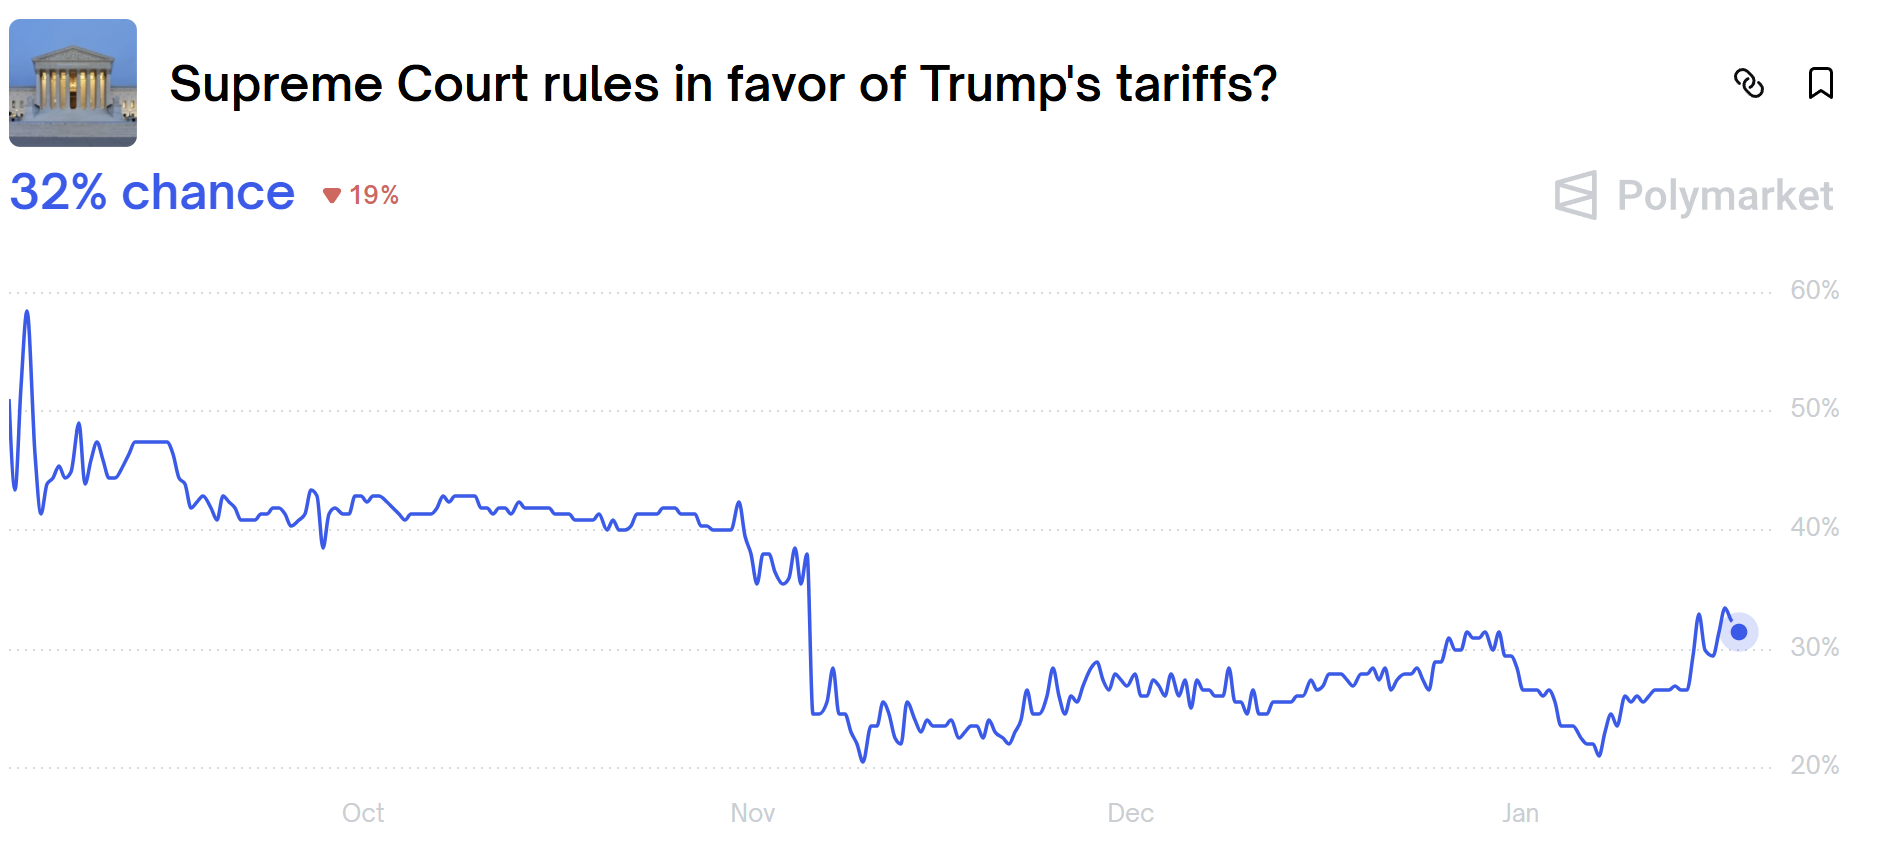 Supreme Court rules in favor of Trump's tariffs?
32% chance ▼ 19%
Polymarket
60%
50%
40%
30%
20%
Oct Nov Dec Jan